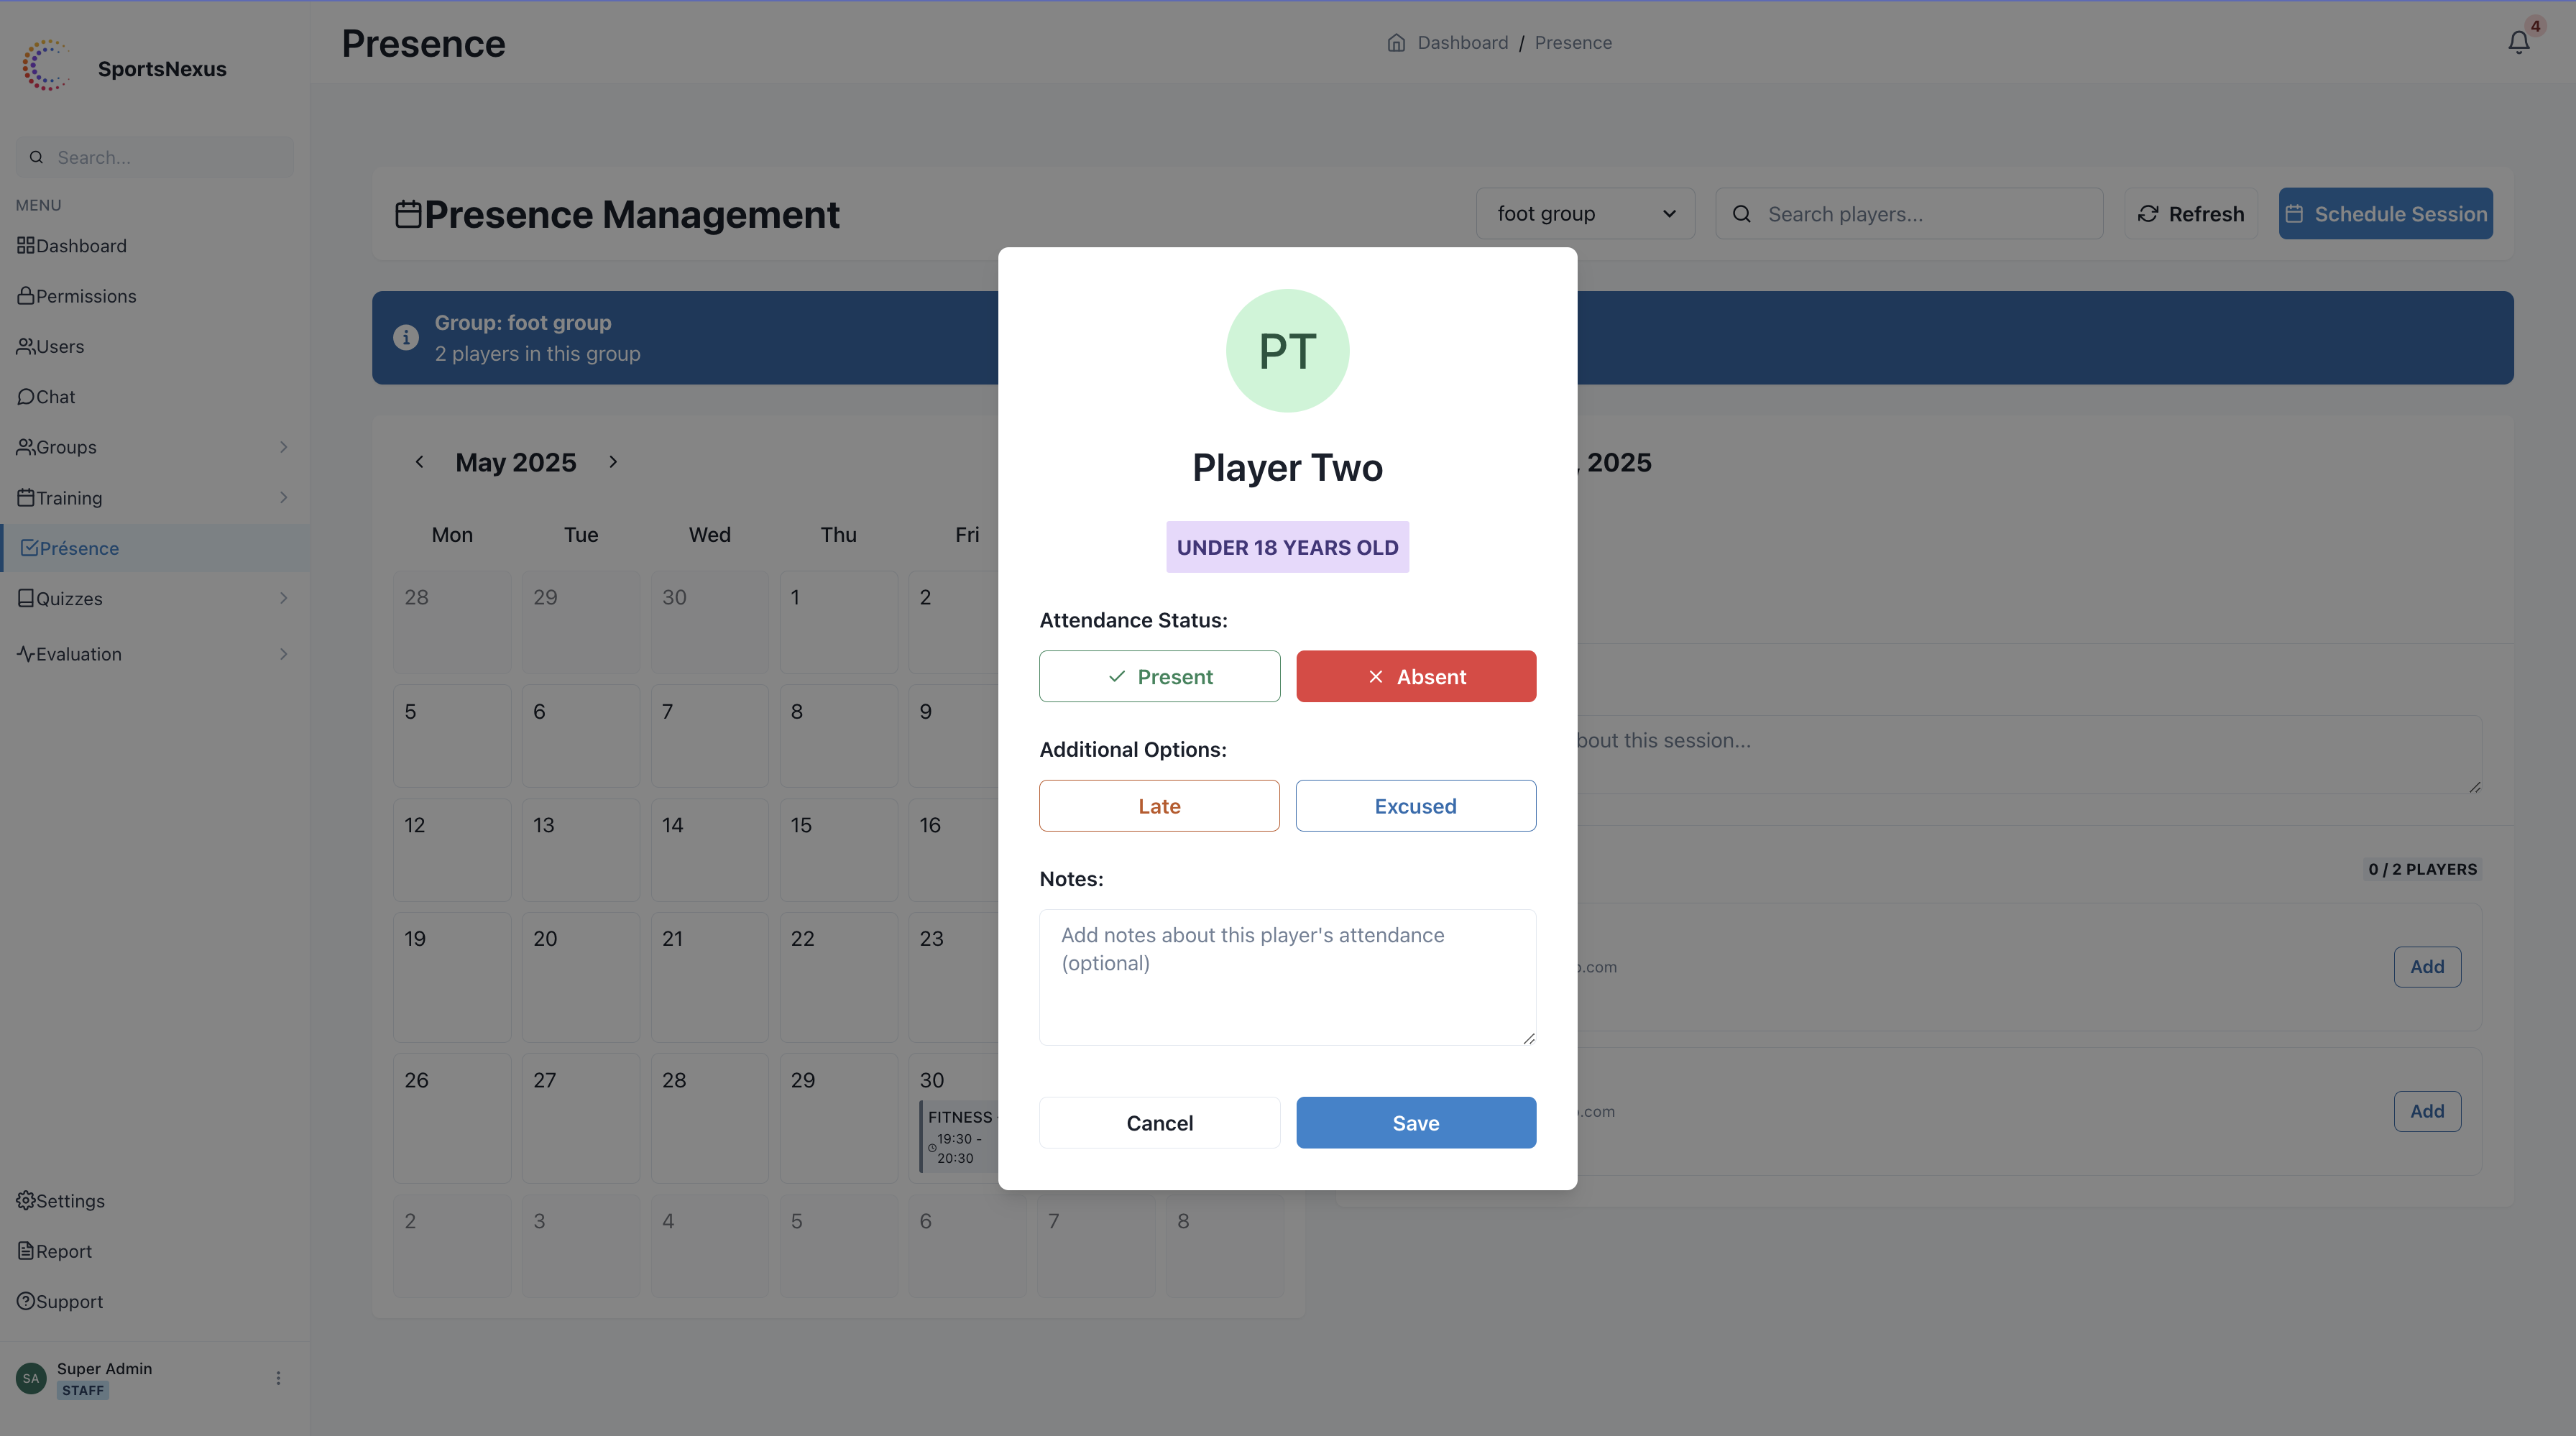 SportsNexus
Search...
MENU
Dashboard
Permissions
Users
Chat
Groups
Training
Présence
Quizzes
Evaluation
Settings
Report
Support
SA
Super Admin
STAFF
Presence
Dashboard / Presence
4
Presence Management
foot group
Search players...
Refresh
Schedule Session
Group: foot group
2 players in this group
May 2025
Mon Tue Wed Thu Fri
28 29 30 1 2
5 6 7 8 9
12 13 14 15 16
19 20 21 22 23
26 27 28 29 30
FITNESS
19:30 -
20:30
2 3 4 5 6 7 8
PT
Player Two
UNDER 18 YEARS OLD
Attendance Status:
Present
Absent
Additional Options:
Late
Excused
Notes:
Add notes about this player's attendance
(optional)
Cancel
Save
, 2025
this session...
0 / 2 PLAYERS
.com
Add
.com
Add